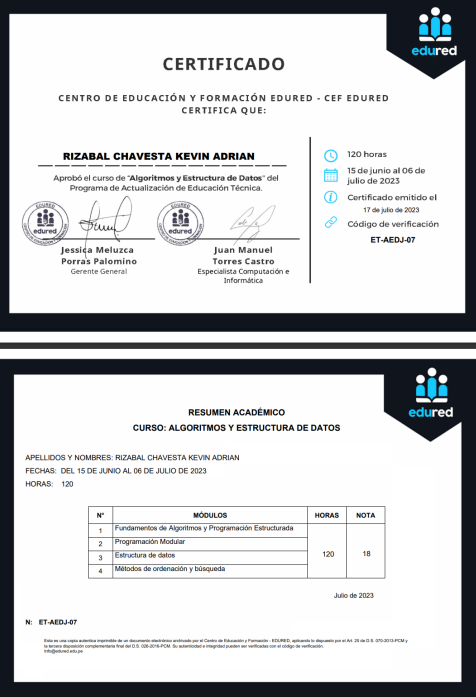 edured
CERTIFICADO
CENTRO DE EDUCACIÓN Y FORMACIÓN EDURED - CEF EDURED
CERTIFICA QUE:
RIZABAL CHAVESTA KEVIN ADRIAN
Aprobó el curso de "Algoritmos y Estructura de Datos" del
Programa de Actualización de Educación Técnica.
EDURED
edured
EDURED
edured
Jessica Meluzca
Porras Palomino
Gerente General
Juan Manuel
Torres Castro
Especialista Computación e
Informática
120 horas
15 de junio al 06 de
julio de 2023
Certificado emitido el
17 de julio de 2023
Código de verificación
ET-AEDJ-07
edured
RESUMEN ACADÉMICO
CURSO: ALGORITMOS Y ESTRUCTURA DE DATOS
APELLIDOS Y NOMBRES: RIZABAL CHAVESTA KEVIN ADRIAN
FECHAS: DEL 15 DE JUNIO AL 06 DE JULIO DE 2023
HORAS: 120
N° MÓDULOS HORAS NOTA
1 Fundamentos de Algoritmos y Programación Estructurada
2 Programación Modular
3 Estructura de datos
4 Métodos de ordenación y búsqueda
120 18
Julio de 2023
N: ET-AEDJ-07
Esta es una copia autentica imprimible de un documento electrónico archivado por el Centro de Educación y Formación - EDURED, aplicando lo dispuesto por el Art. 25 de D.S. 070-2013-PCM y
la tercera disposición complementaria final del D.S. 026-2016-PCM. Su autenticidad e integridad pueden ser verificadas con el código de verificación.
info@edured.edu.pe